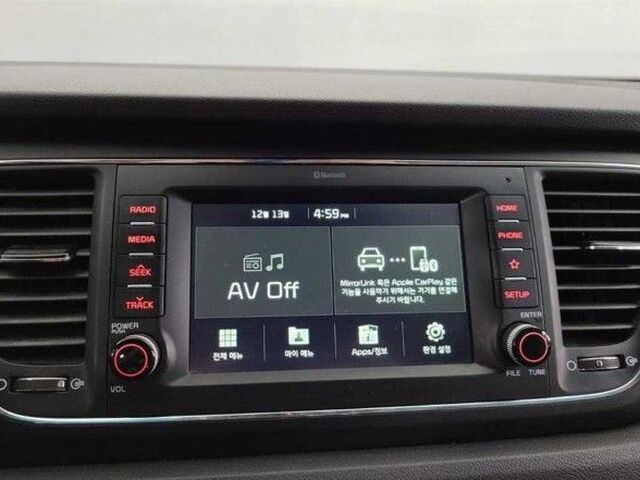 Bluetooth
RADIO
MEDIA
SEEK
TRACK
POWER
PUSH
VOL
12월 13일 4:59 PM
AV Off
MirrorLink 혹은 Apple CarPlay 같은
기능을 사용하기 위해서는 기기를 연결해
주시기 바랍니다.
전체 메뉴
마이 메뉴
Apps/정보
환경 설정
HOME
PHONE
SETUP
ENTER
FILE TUNE